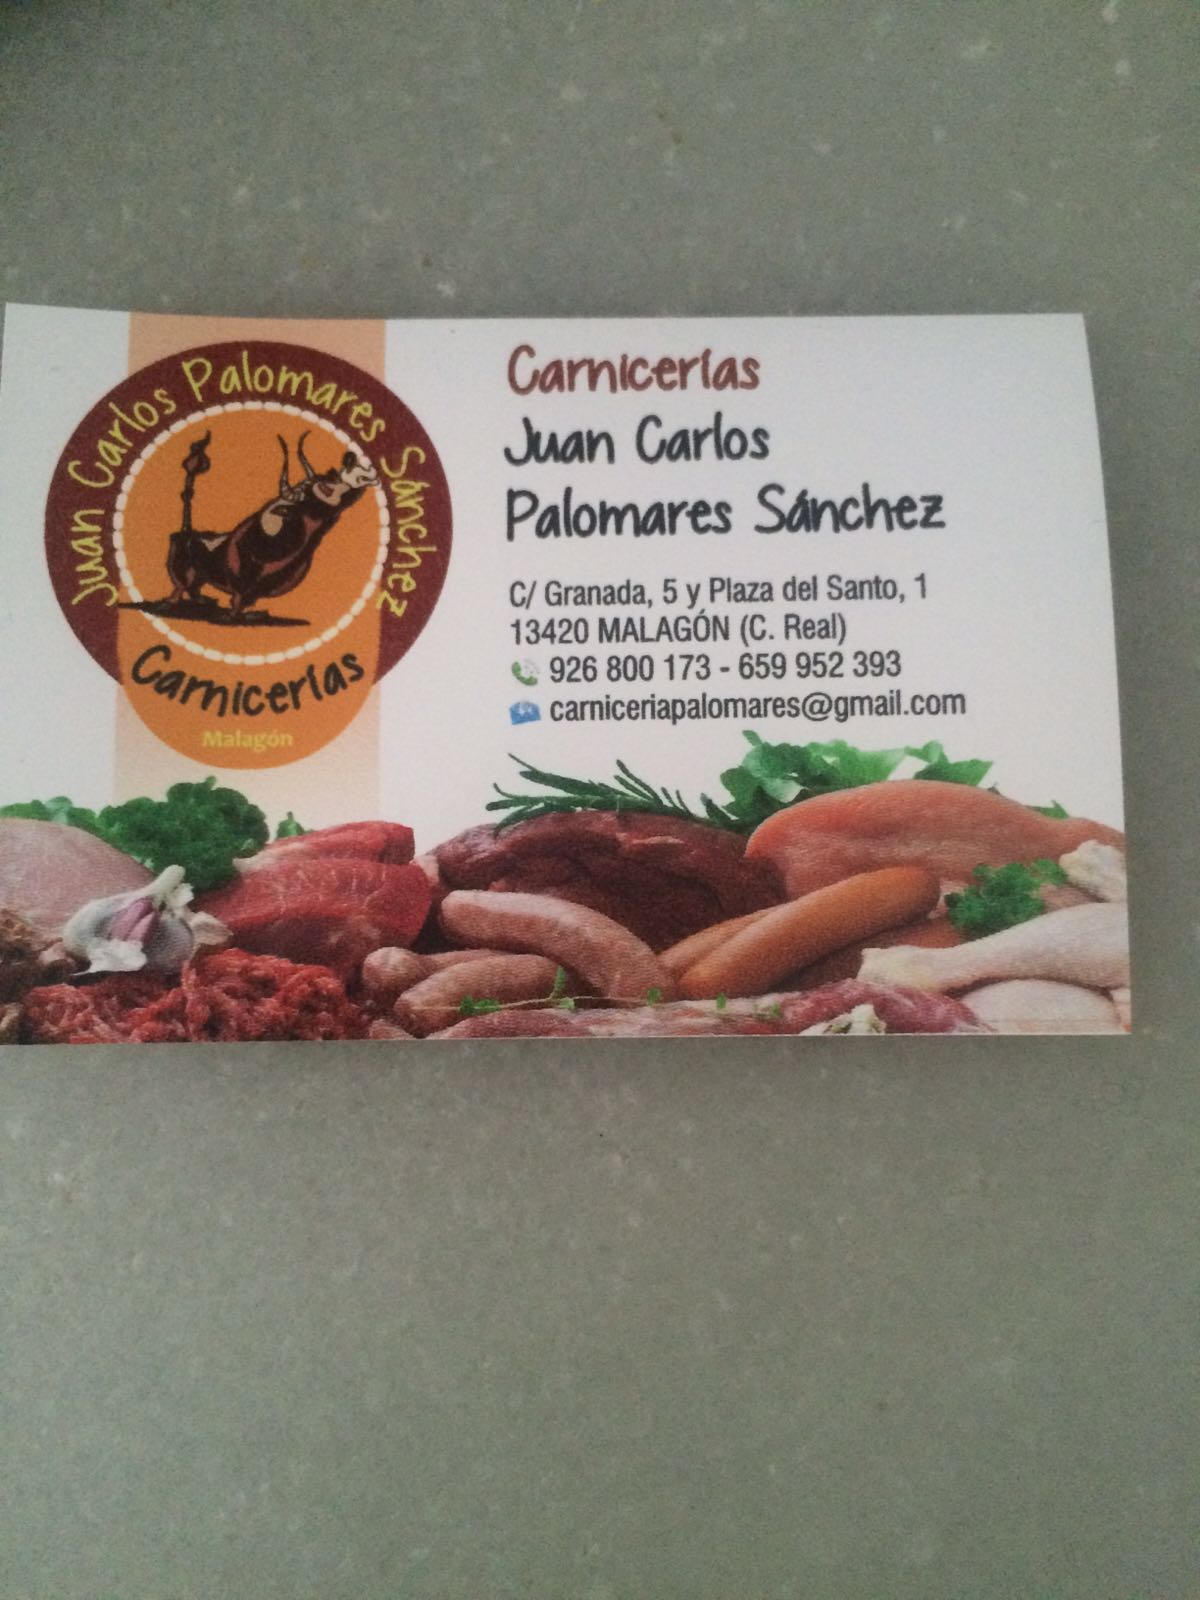 Juan Carlos Palomares Sánchez
Carnicerías
Malagón
Carnicerías
Juan Carlos
Palomares Sánchez
C/ Granada, 5 y Plaza del Santo, 1
13420 MALAGÓN (C. Real)
926 800 173 - 659 952 393
carniceriapalomares@gmail.com